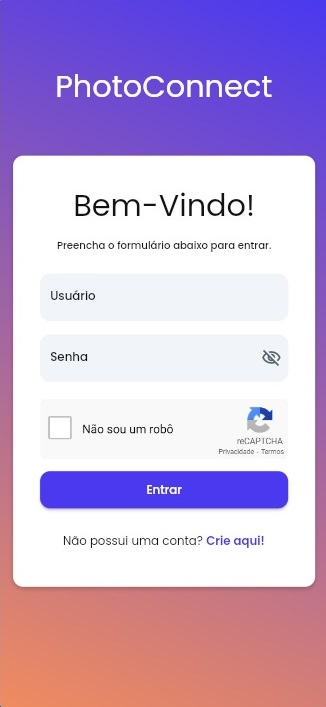 PhotoConnect
Bem-Vindo!
Preencha o formulário abaixo para entrar.
Usuário
Senha
Não sou um robô
reCAPTCHA
Privacidade - Termos
Entrar
Não possui uma conta? Crie aqui!